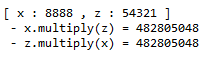 [ x : 8888 , z : 54321 ]
- x.multiply(z) = 482805048
- z.multiply(x) = 482805048